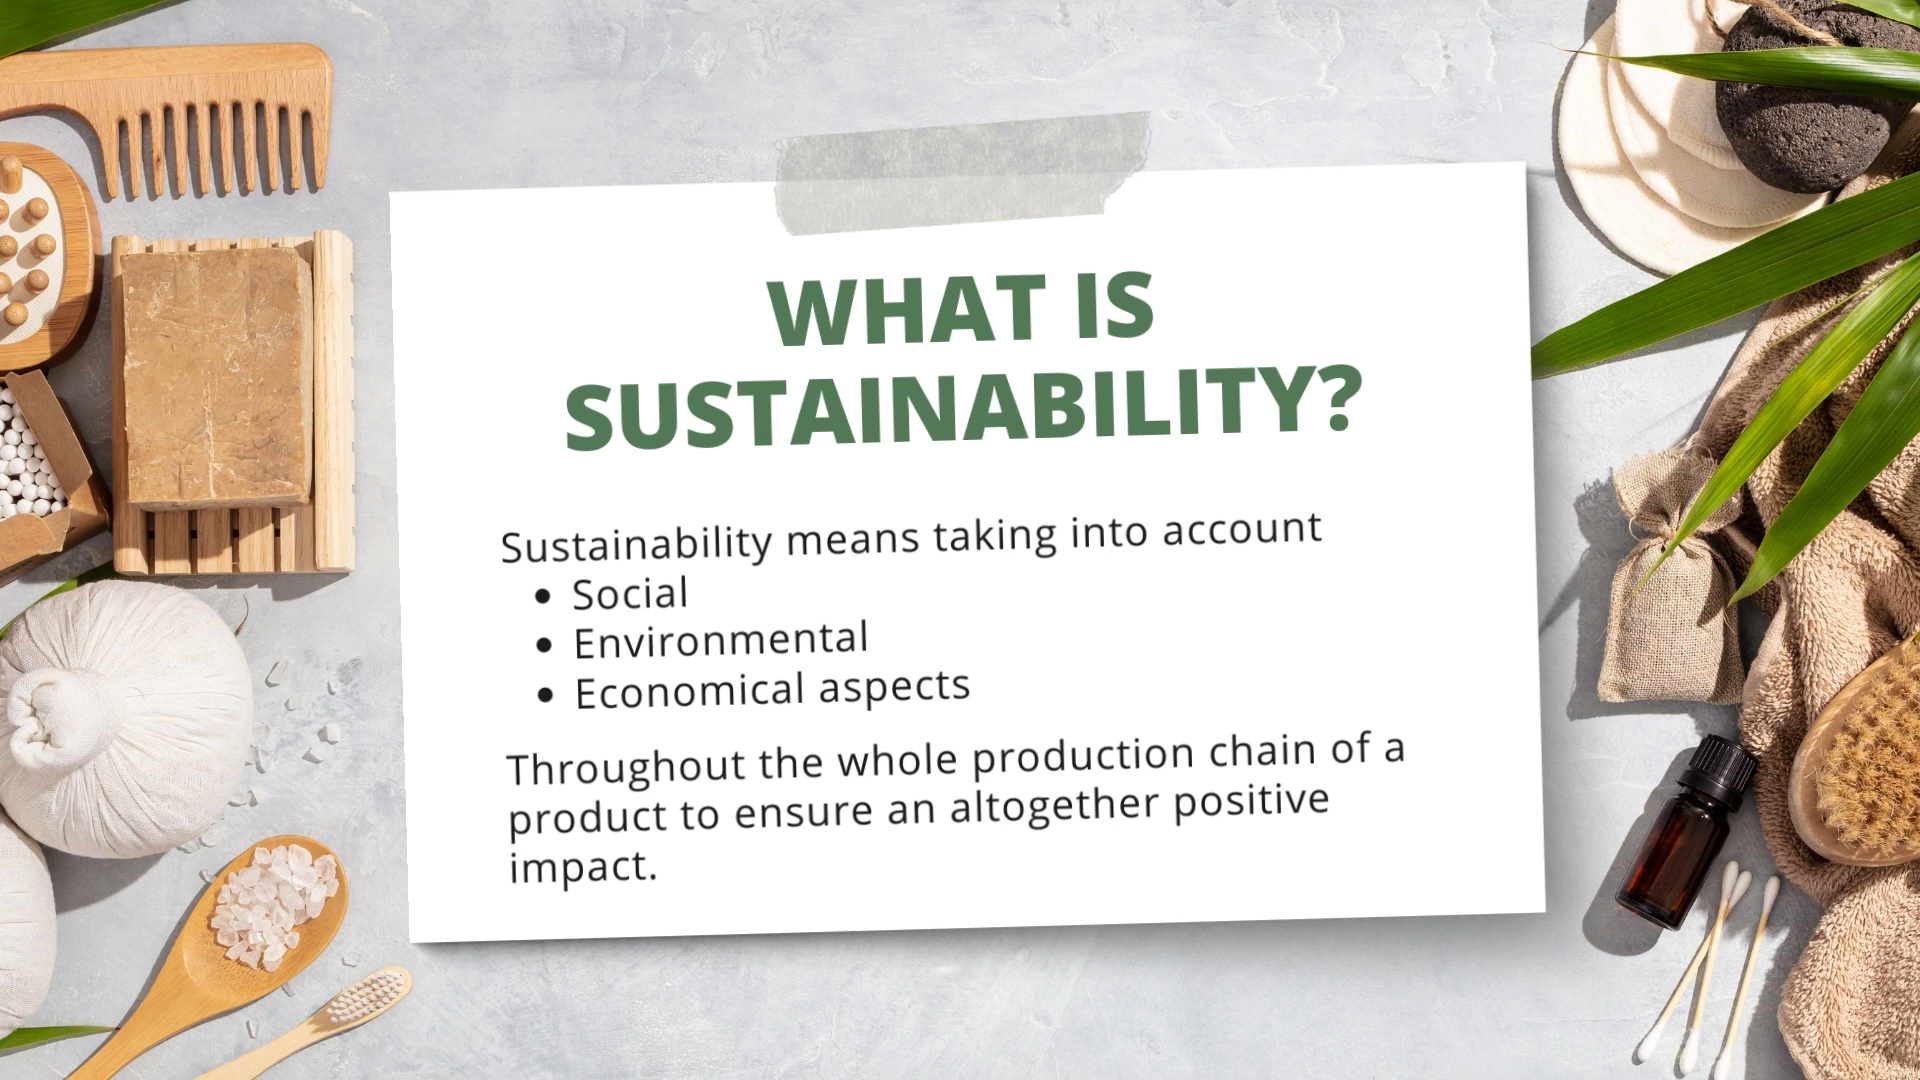 WHAT IS
SUSTAINABILITY?
Sustainability means taking into account
• Social
• Environmental
• Economical aspects
Throughout the whole production chain of a
product to ensure an altogether positive
impact.